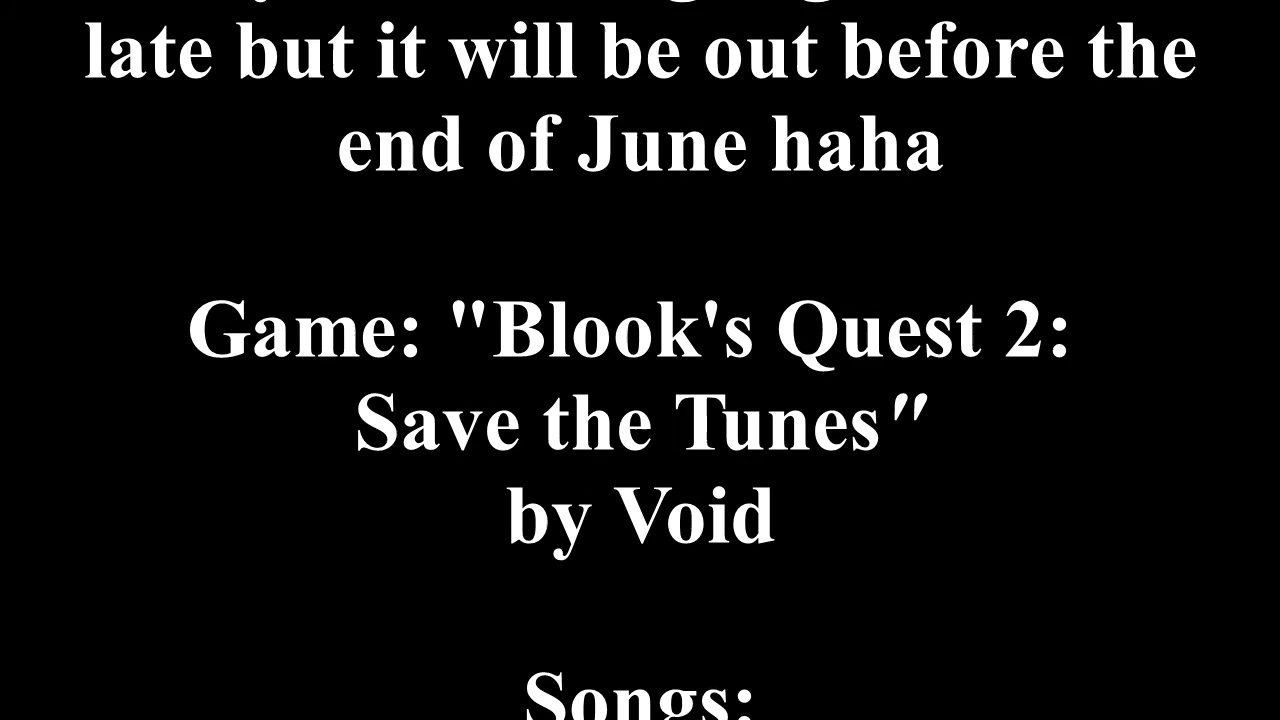 late but it will be out before the
end of June haha
Game: "Blook's Quest 2:
Save the Tunes"
by Void
Songs: